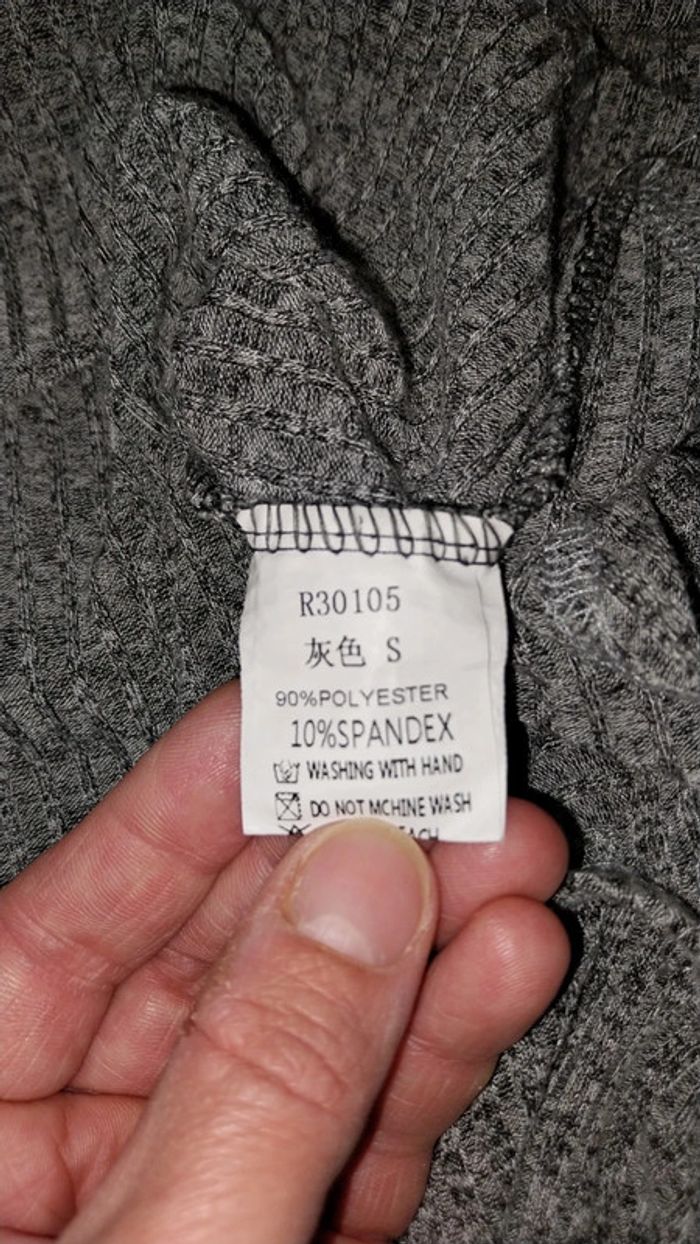 R30105
灰色 S
90%POLYESTER
10%SPANDEX
WASHING WITH HAND
DO NOT MCHINE WASH